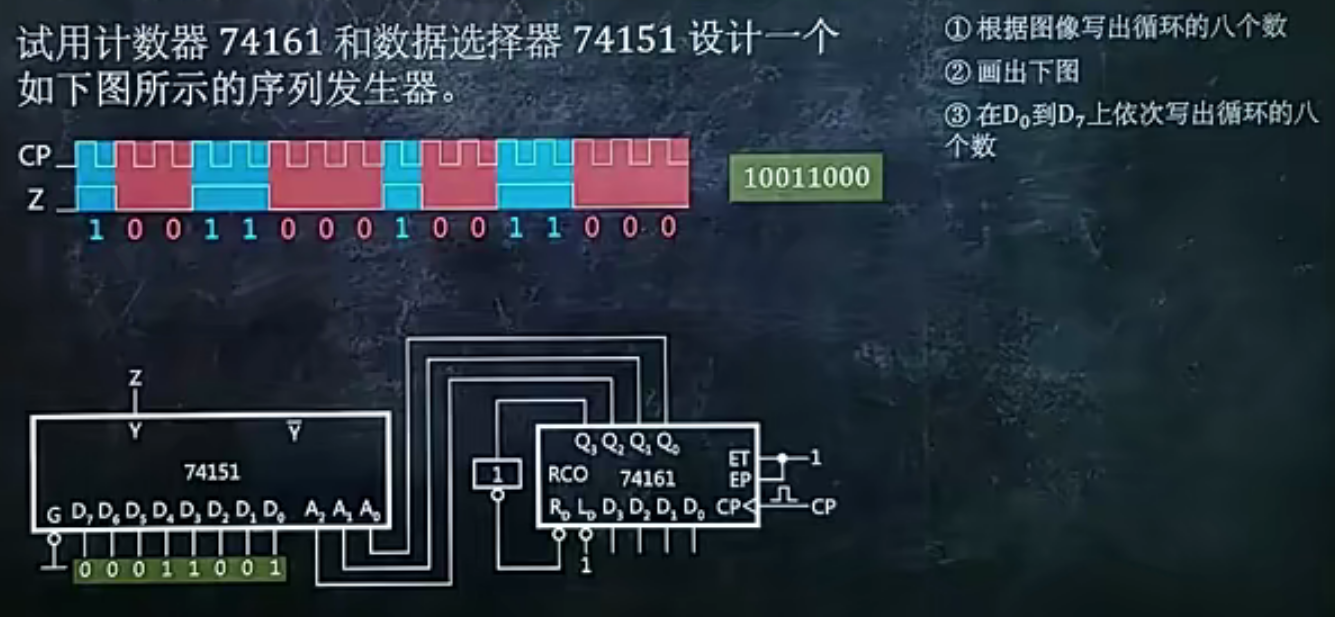 试用计数器 74161 和数据选择器 74151 设计一个
如下图所示的序列发生器。
① 根据图像写出循环的八个数
② 画出下图
③ 在D₀到D₇上依次写出循环的八
个数
CP
Z
10011000
1 0 0 1 1 0 0 0 1 0 0 1 1 0 0 0
Z
Y Y̅
74151
G D₇ D₆ D₅ D₄ D₃ D₂ D₁ D₀ A₂ A₁ A₀
0 0 0 1 1 0 0 1
1
Q₃ Q₂ Q₁ Q₀
RCO 74161
ET
EP
1
R_D L_D D₃ D₂ D₁ D₀ CP
CP
1